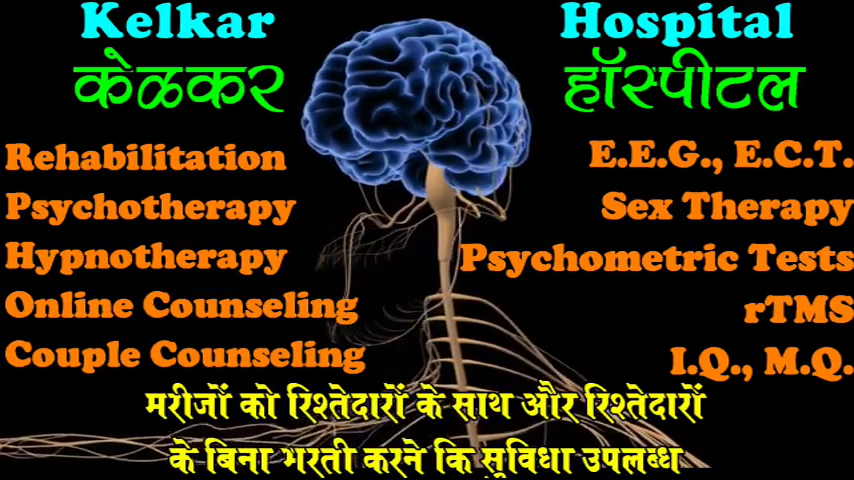 Kelkar Hospital
केळकर हॉस्पीटल
Rehabilitation
Psychotherapy
Hypnotherapy
Online Counseling
Couple Counseling
E.E.G., E.C.T.
Sex Therapy
Psychometric Tests
rTMS
I.Q., M.Q.
मरीजों को रिश्तेदारों के साथ और रिश्तेदारों
के बिना भरती करने कि सुविधा उपलब्ध